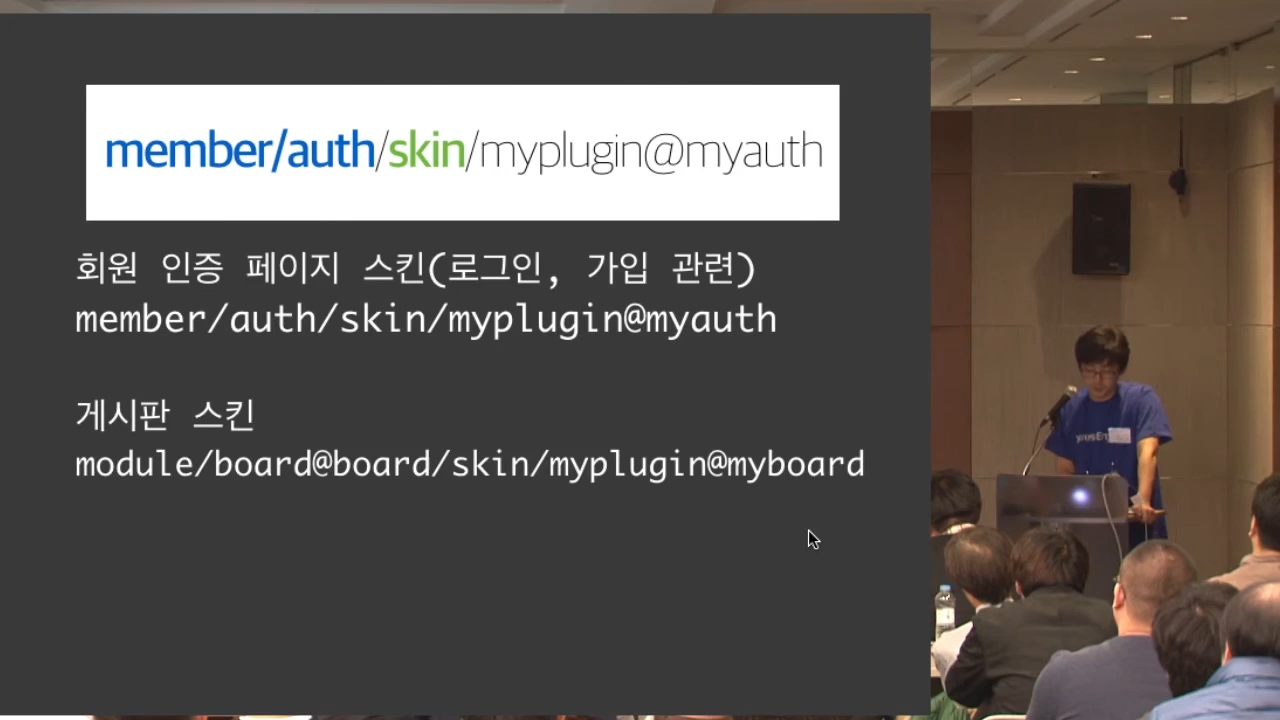 member/auth/skin/myplugin@myauth
회원 인증 페이지 스킨(로그인, 가입 관련)
member/auth/skin/myplugin@myauth
게시판 스킨
module/board@board/skin/myplugin@myboard